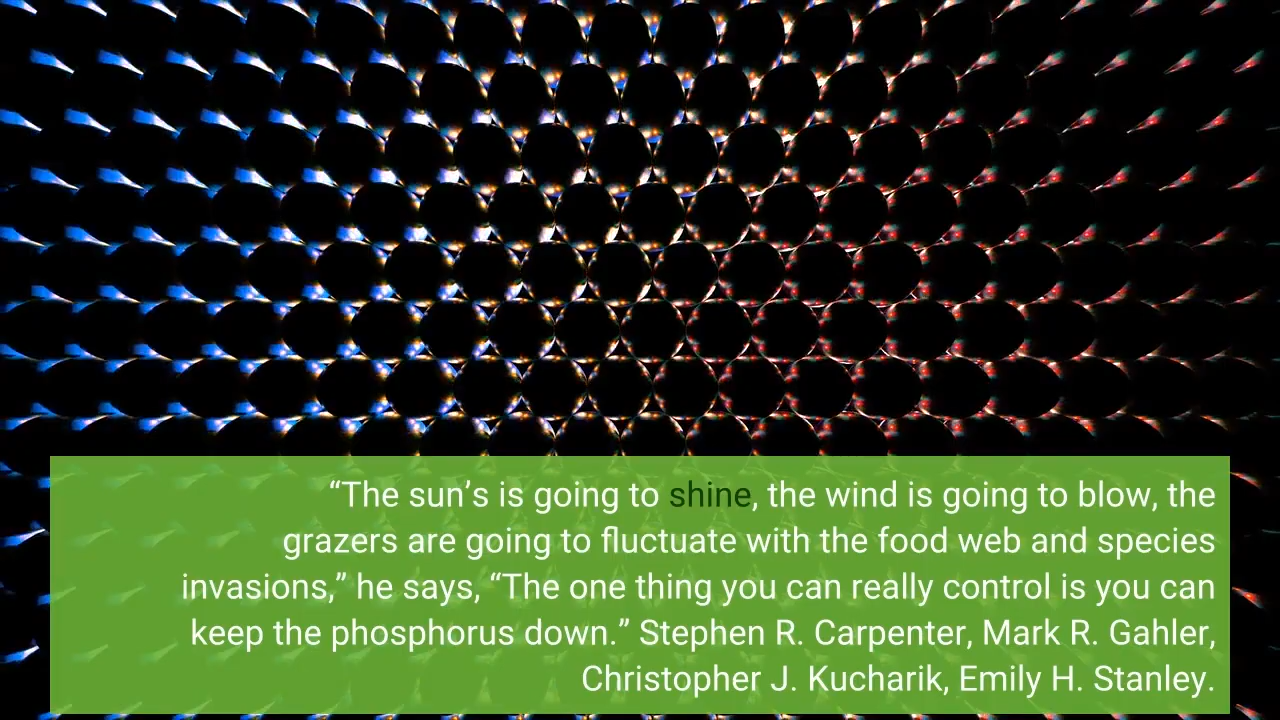 “The sun’s is going to shine, the wind is going to blow, the
grazers are going to fluctuate with the food web and species
invasions,” he says, “The one thing you can really control is you can
keep the phosphorus down.” Stephen R. Carpenter, Mark R. Gahler,
Christopher J. Kucharik, Emily H. Stanley.